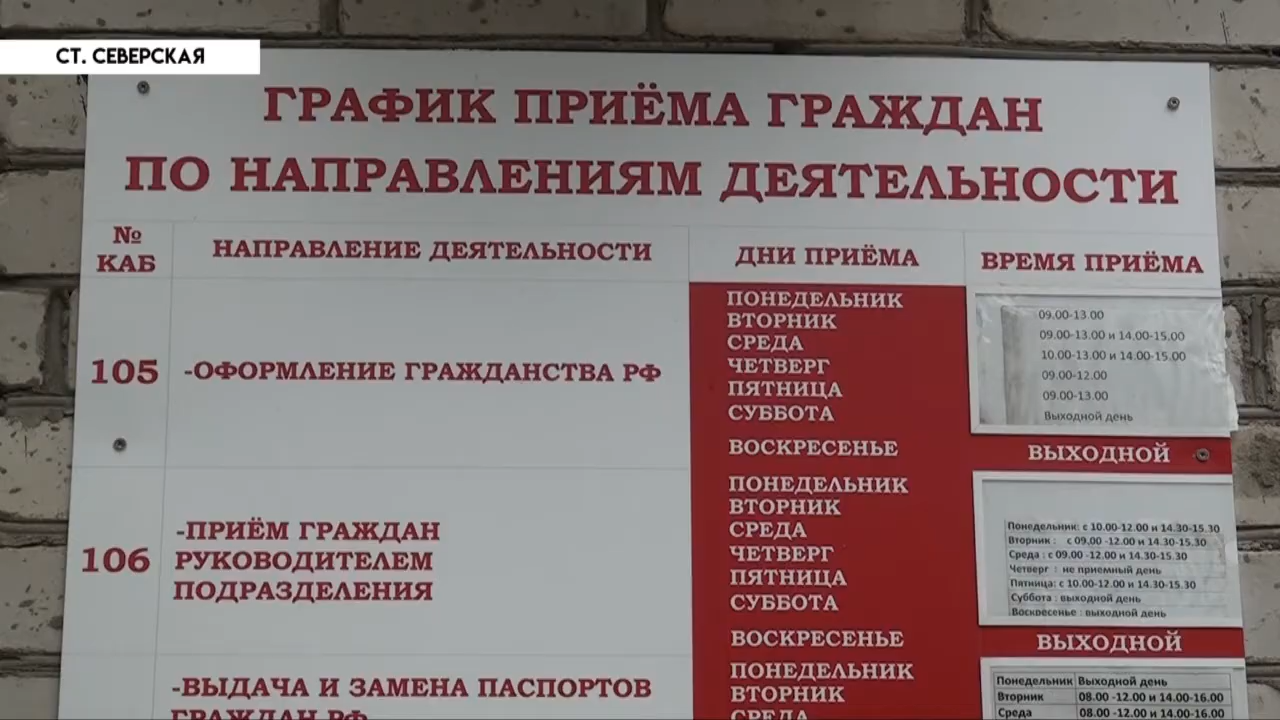 СТ. СЕВЕРСКАЯ
ГРАФИК ПРИЁМА ГРАЖДАН
ПО НАПРАВЛЕНИЯМ ДЕЯТЕЛЬНОСТИ
№ КАБ
НАПРАВЛЕНИЕ ДЕЯТЕЛЬНОСТИ
ДНИ ПРИЁМА
ВРЕМЯ ПРИЁМА
105
-ОФОРМЛЕНИЕ ГРАЖДАНСТВА РФ
ПОНЕДЕЛЬНИК
ВТОРНИК
СРЕДА
ЧЕТВЕРГ
ПЯТНИЦА
СУББОТА
ВОСКРЕСЕНЬЕ
09.00-13.00
09.00-13.00 и 14.00-15.00
10.00-13.00 и 14.00-15.00
09.00-12.00
09.00-13.00
Выходной день
ВЫХОДНОЙ
106
-ПРИЁМ ГРАЖДАН
РУКОВОДИТЕЛЕМ
ПОДРАЗДЕЛЕНИЯ
ПОНЕДЕЛЬНИК
ВТОРНИК
СРЕДА
ЧЕТВЕРГ
ПЯТНИЦА
СУББОТА
ВОСКРЕСЕНЬЕ
Понедельник: с 10.00-12.00 и 14.30-15.30
Вторник : с 09.00 -12.00 и 14.30-15.30
Среда : с 09.00 -12.00 и 14.30-15.30
Четверг : не приемный день
Пятница: с 10.00-12.00 и 14.30-15.30
Суббота : выходной день
Воскресенье : выходной день
ВЫХОДНОЙ
-ВЫДАЧА И ЗАМЕНА ПАСПОРТОВ
ГРАЖДАН РФ
ПОНЕДЕЛЬНИК
ВТОРНИК
СРЕДА
Понедельник Выходной день
Вторник 08.00 -12.00 и 14.00-16.00
Среда 08.00 -12.00 и 14.00-16.00